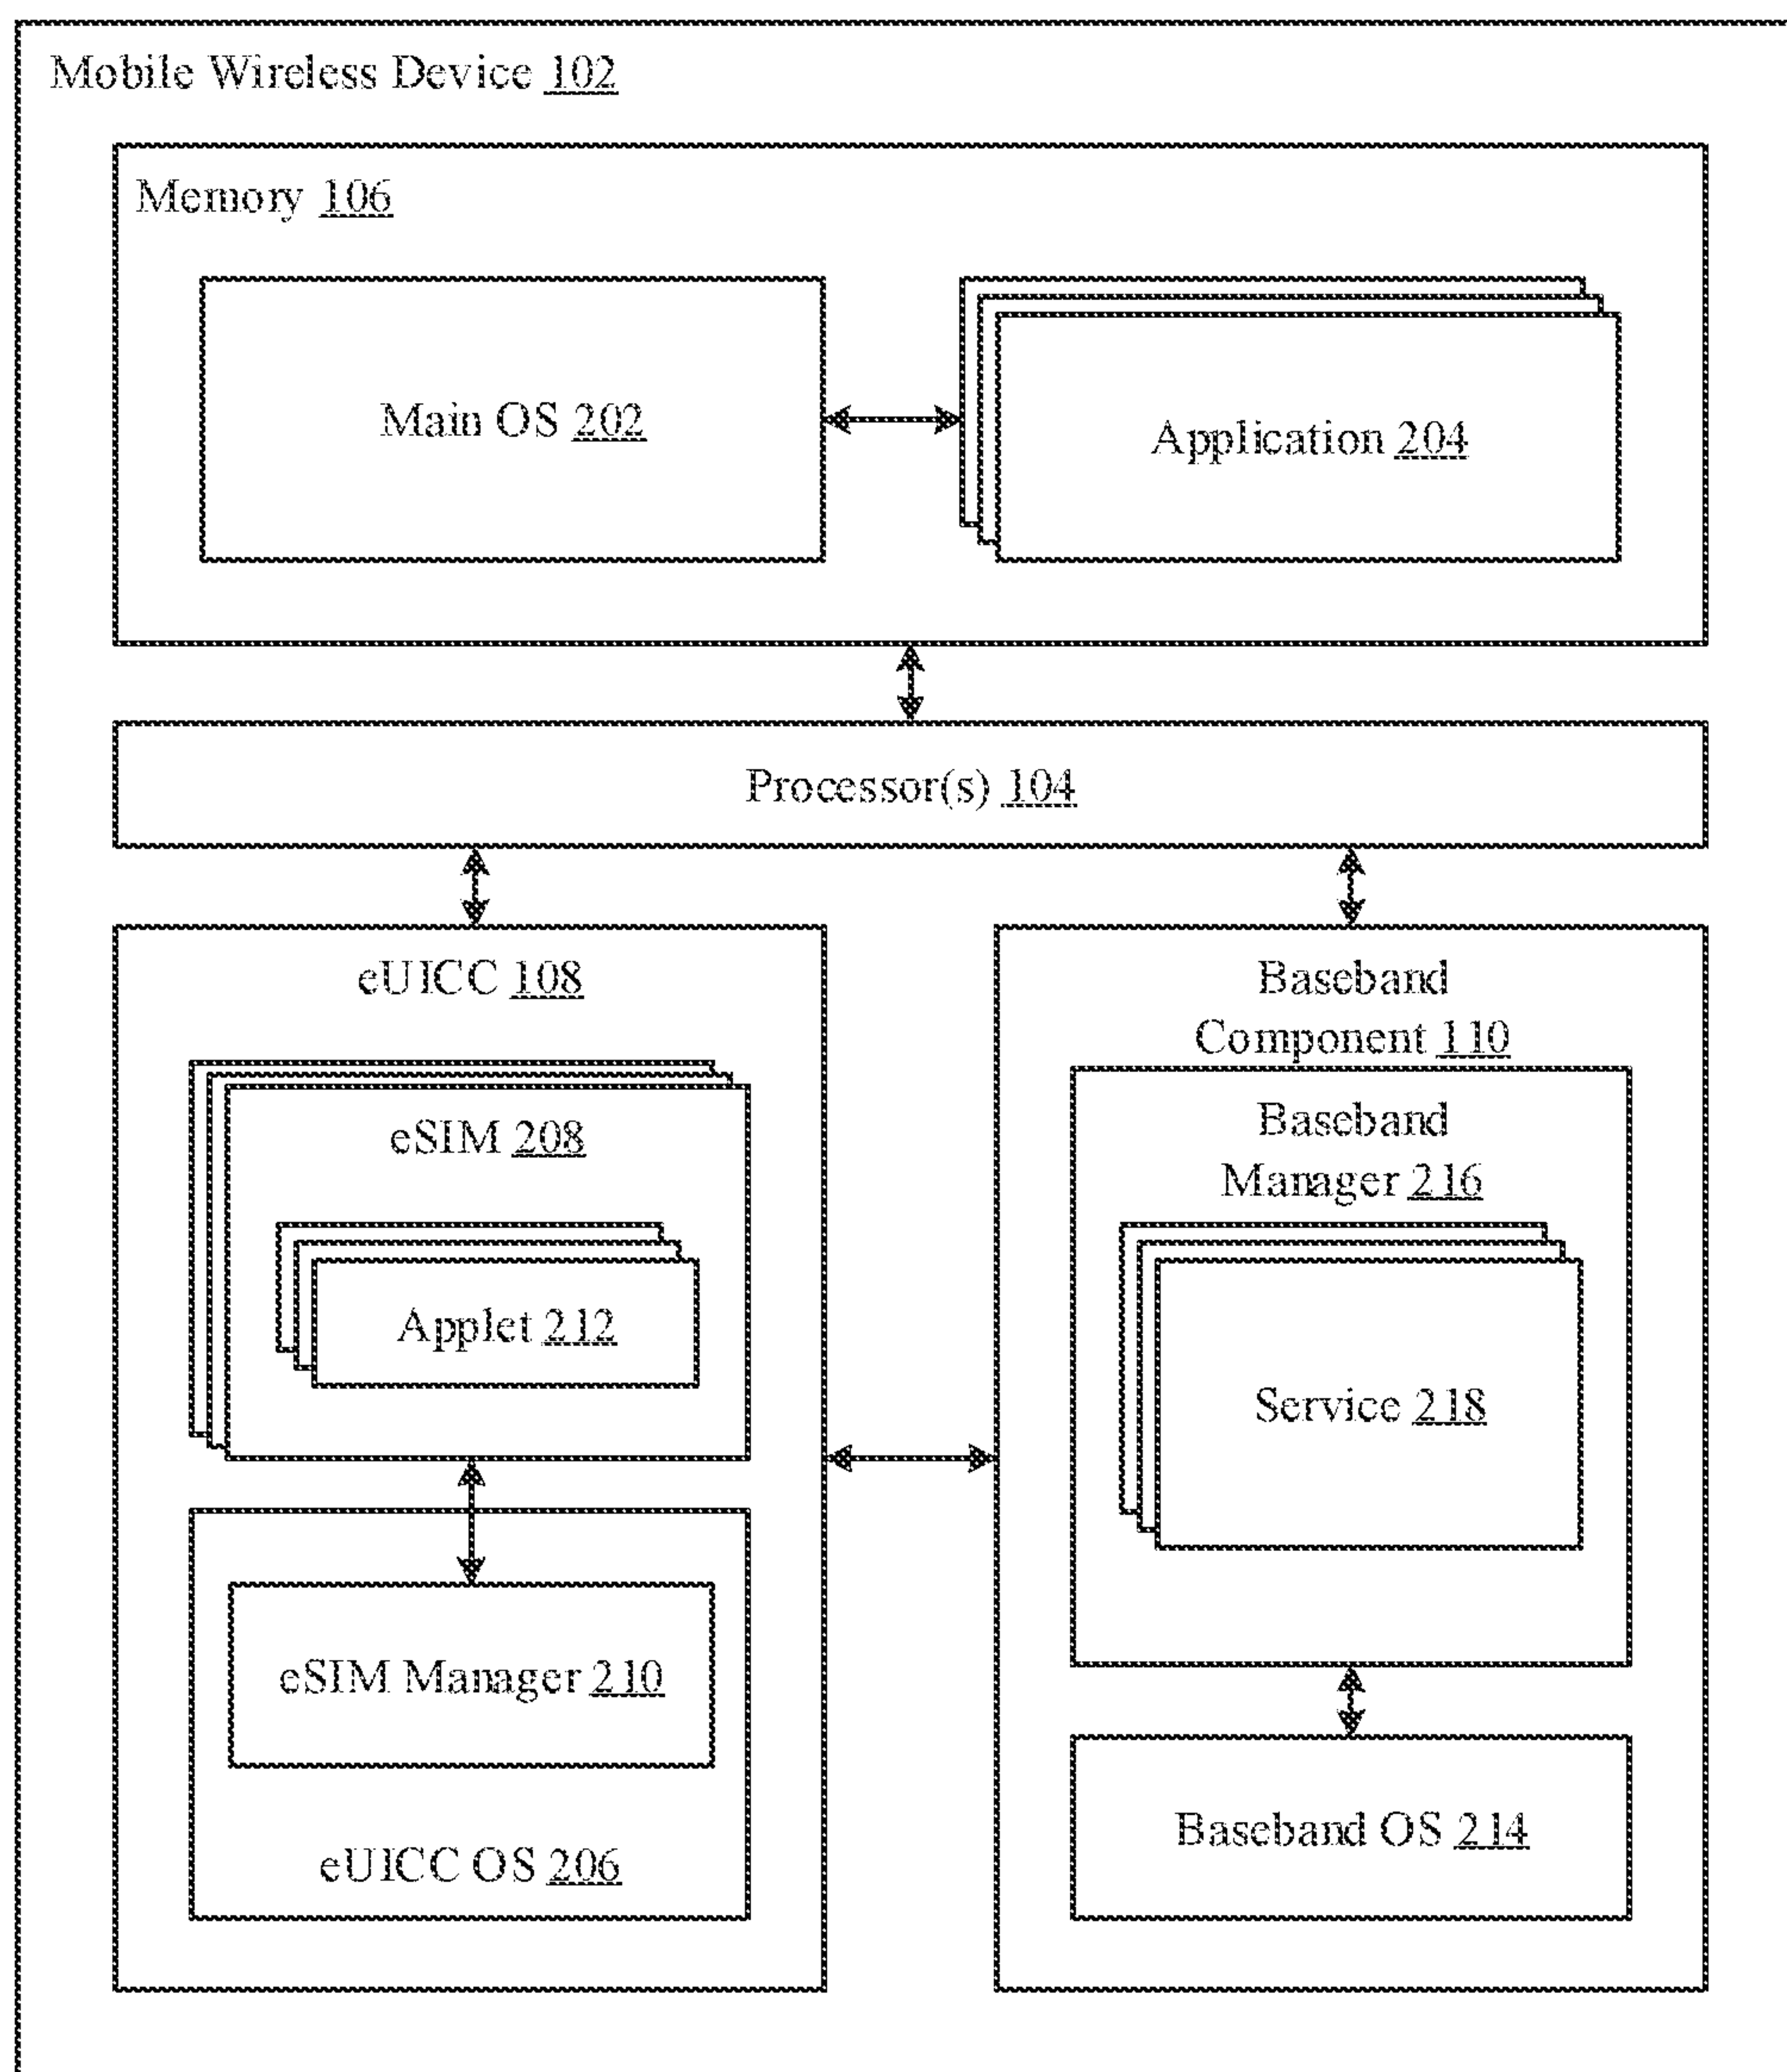 Mobile Wireless Device 102
Memory 106
Main OS 202
Application 204
Processor(s) 104
eUICC 108
eSIM 208
Applet 212
eSIM Manager 210
eUICC OS 206
Baseband
Component 110
Baseband
Manager 216
Service 218
Baseband OS 214